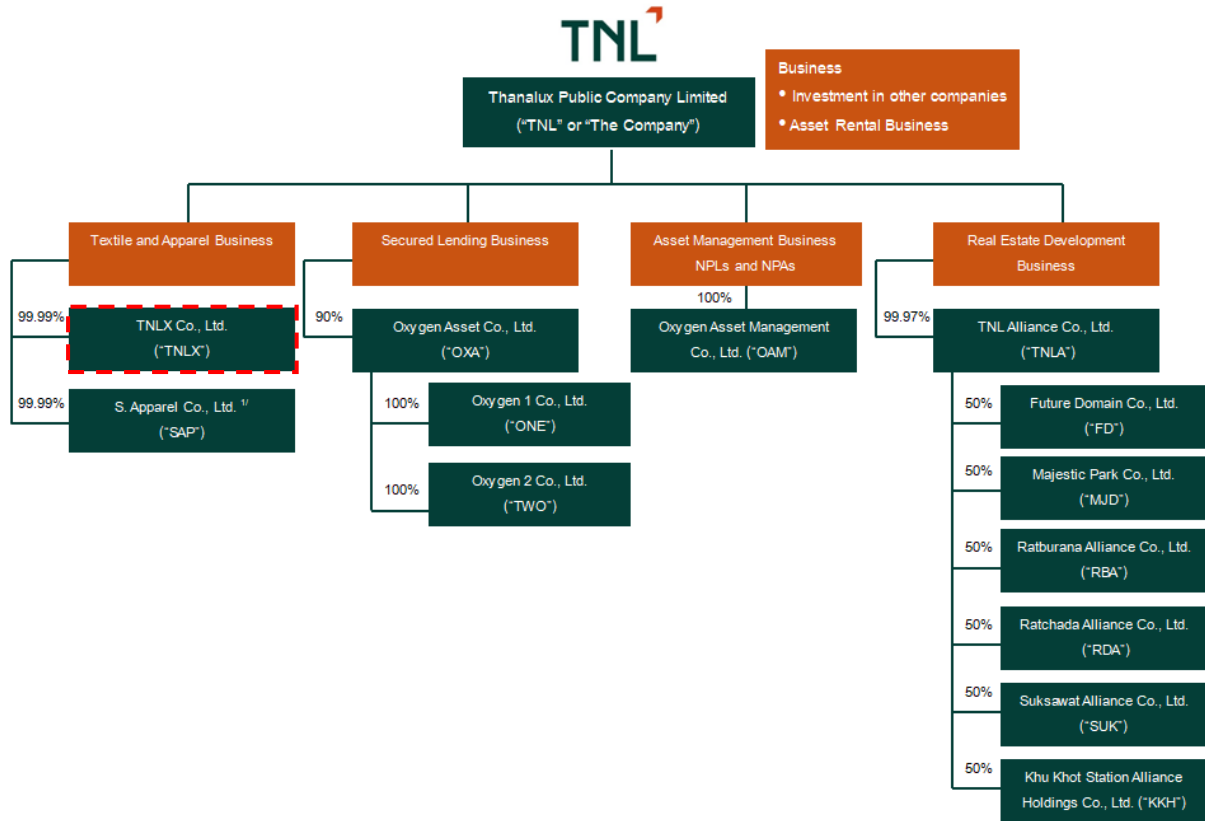 TNL
Thanalux Public Company Limited
("TNL" or "The Company")
Business
• Investment in other companies
• Asset Rental Business
Textile and Apparel Business
99.99%
TNLX Co., Ltd.
("TNLX")
99.99%
S. Apparel Co., Ltd. 1/
("SAP")
Secured Lending Business
90%
Oxygen Asset Co., Ltd.
("OXA")
100%
Oxygen 1 Co., Ltd.
("ONE")
100%
Oxygen 2 Co., Ltd.
("TWO")
Asset Management Business
NPLs and NPAs
100%
Oxygen Asset Management
Co., Ltd. ("OAM")
Real Estate Development
Business
99.97%
TNL Alliance Co., Ltd.
("TNLA")
50%
Future Domain Co., Ltd.
("FD")
50%
Majestic Park Co., Ltd.
("MJD")
50%
Ratburana Alliance Co., Ltd.
("RBA")
50%
Ratchada Alliance Co., Ltd.
("RDA")
50%
Suksawat Alliance Co., Ltd.
("SUK")
50%
Khu Khot Station Alliance
Holdings Co., Ltd. ("KKH")